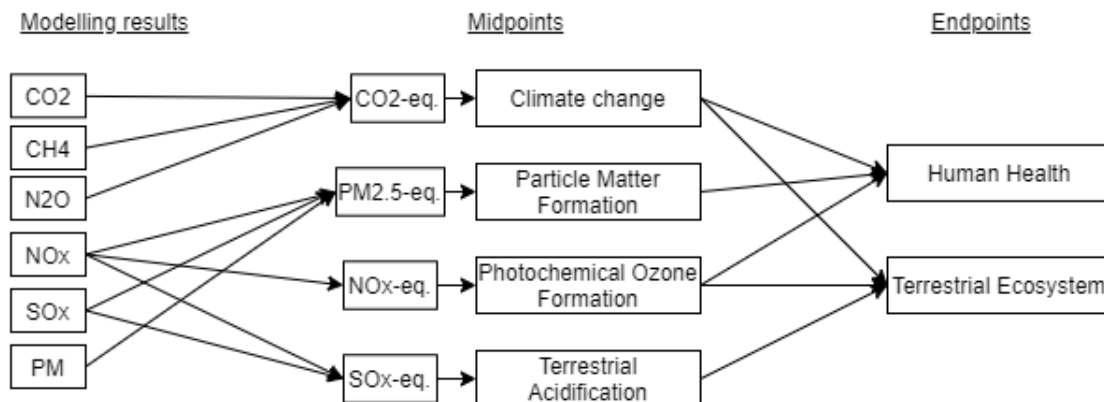 Modelling results
Midpoints
Endpoints
CO2
CO2-eq.
Climate change
CH4
N2O
PM2.5-eq.
Particle Matter
Formation
Human Health
NOx
NOx-eq.
Photochemical Ozone
Formation
Terrestrial Ecosystem
SOx
PM
SOx-eq.
Terrestrial
Acidification